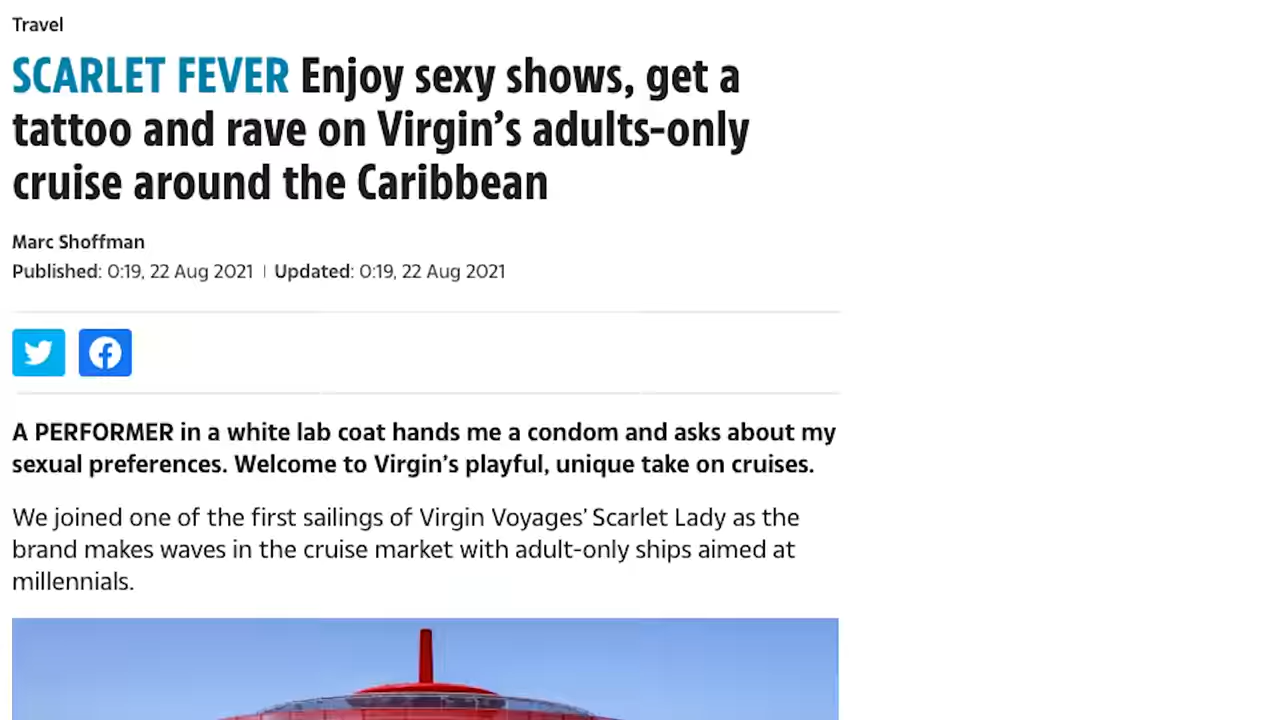 Travel
SCARLET FEVER Enjoy sexy shows, get a
tattoo and rave on Virgin’s adults-only
cruise around the Caribbean
Marc Shoffman
Published: 0:19, 22 Aug 2021 | Updated: 0:19, 22 Aug 2021
A PERFORMER in a white lab coat hands me a condom and asks about my
sexual preferences. Welcome to Virgin’s playful, unique take on cruises.
We joined one of the first sailings of Virgin Voyages’ Scarlet Lady as the
brand makes waves in the cruise market with adult-only ships aimed at
millennials.